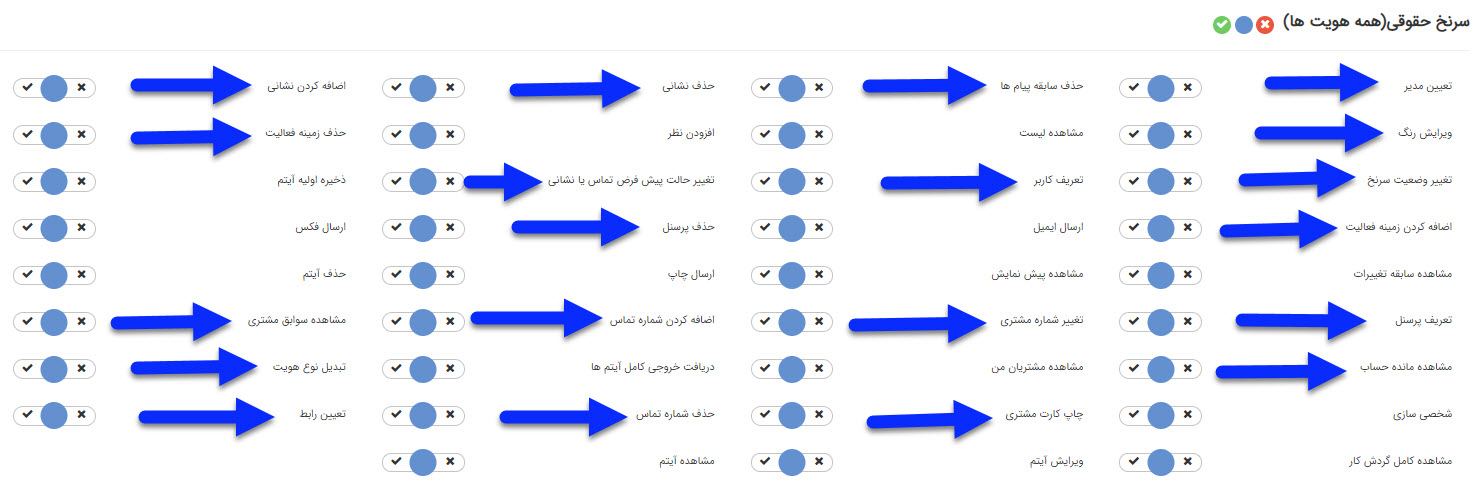 سرنخ حقوقی(همه هویت ها)
تعیین مدیر
حذف سابقه پیام ها
حذف نشانی
اضافه کردن نشانی
ویرایش رنگ
مشاهده لیست
افزودن نظر
حذف زمینه فعالیت
تغییر وضعیت سرنخ
تعریف کاربر
تغییر حالت پیش فرض تماس یا نشانی
ذخیره اولیه آیتم
اضافه کردن زمینه فعالیت
ارسال ایمیل
حذف پرسنل
ارسال فکس
مشاهده سابقه تغییرات
مشاهده پیش نمایش
ارسال چاپ
حذف آیتم
تعریف پرسنل
تغییر شماره مشتری
اضافه کردن شماره تماس
مشاهده سوابق مشتری
مشاهده مانده حساب
مشاهده مشتریان من
دریافت خروجی کامل آیتم ها
تبدیل نوع هویت
شخصی سازی
چاپ کارت مشتری
حذف شماره تماس
تعیین رابط
مشاهده کامل گردش کار
ویرایش آیتم
مشاهده آیتم